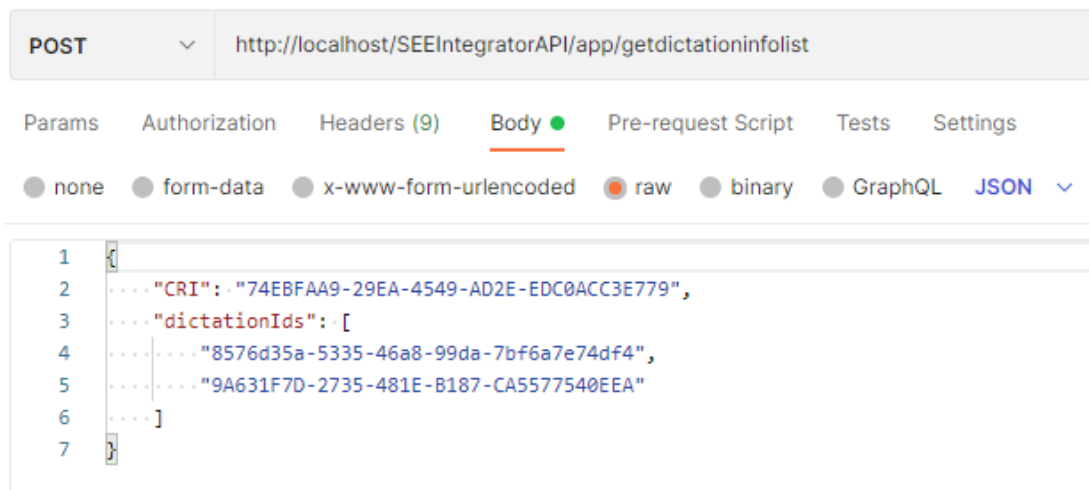 POST http://localhost/SEEIntegratorAPI/app/getdictationinfolist
Params Authorization Headers (9) Body Pre-request Script Tests Settings
none form-data x-www-form-urlencoded raw binary GraphQL JSON
1 {
2 "CRI": "74EBFAA9-29EA-4549-AD2E-EDC0ACC3E779",
3 "dictationIds": [
4 "8576d35a-5335-46a8-99da-7bf6a7e74df4",
5 "9A631F7D-2735-481E-B187-CA5577540EEA"
6 ]
7 }